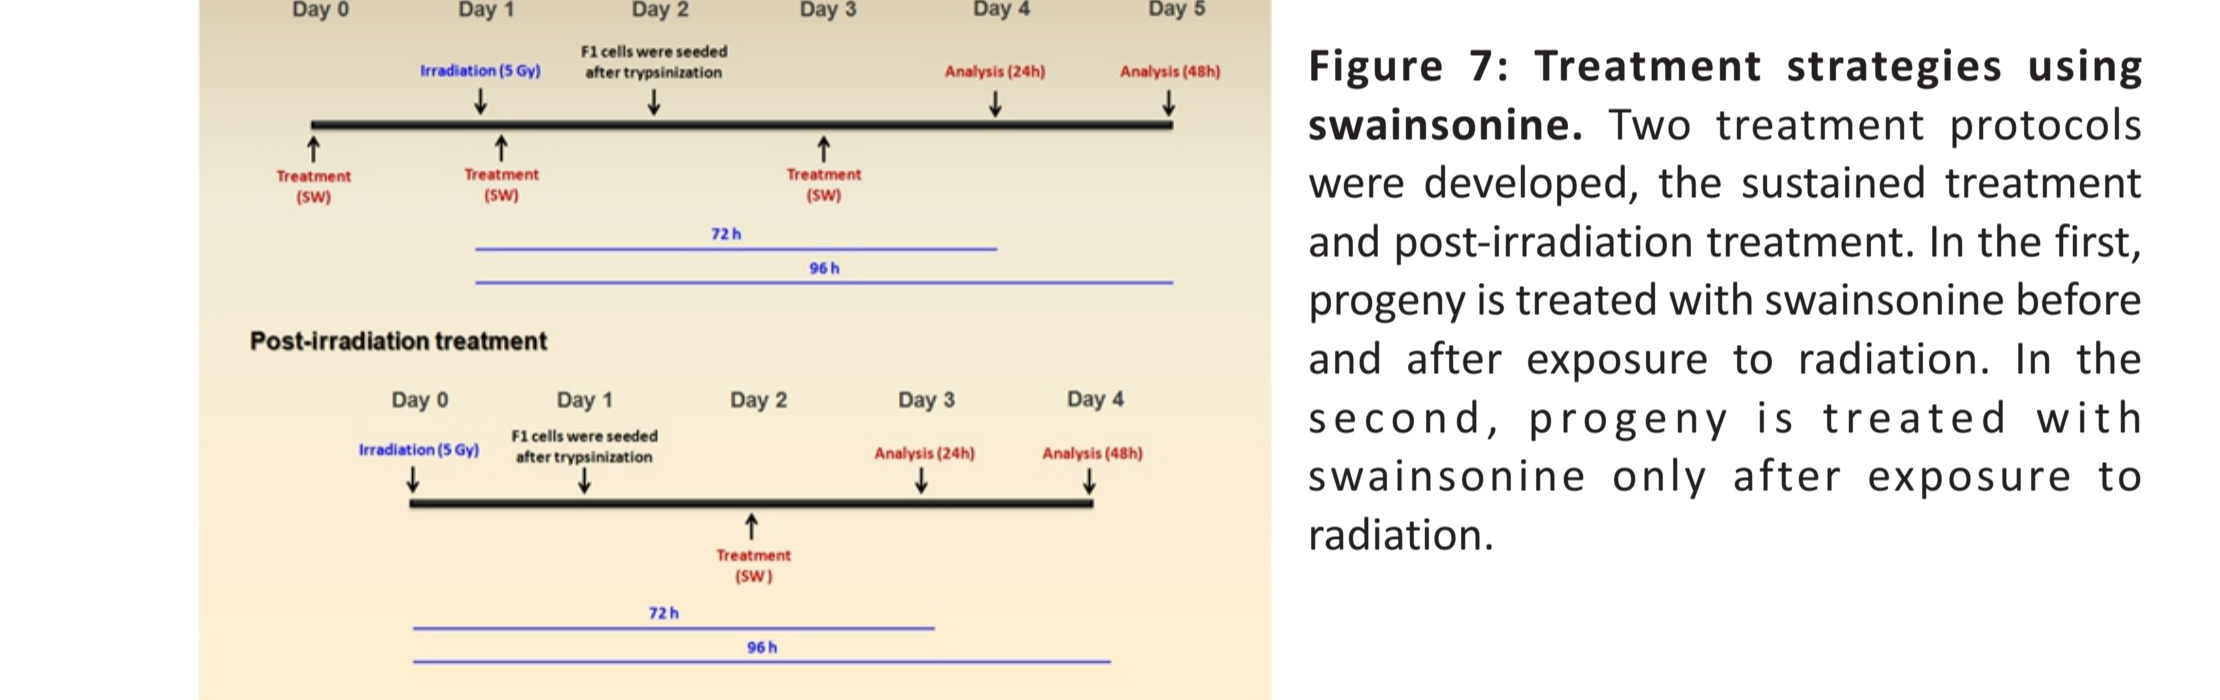 Day 0 Day 1 Day 2 Day 3 Day 4 Day 5
Irradiation (5 Gy) F1 cells were seeded after trypsinization Analysis (24h) Analysis (48h)
Treatment (SW) Treatment (SW) Treatment (SW)
72 h
96 h
Post-irradiation treatment
Day 0 Day 1 Day 2 Day 3 Day 4
Irradiation (5 Gy) F1 cells were seeded after trypsinization Analysis (24h) Analysis (48h)
Treatment (SW)
72 h
96 h
Figure 7: Treatment strategies using
swainsonine. Two treatment protocols
were developed, the sustained treatment
and post-irradiation treatment. In the first,
progeny is treated with swainsonine before
and after exposure to radiation. In the
second, progeny is treated with
swainsonine only after exposure to
radiation.